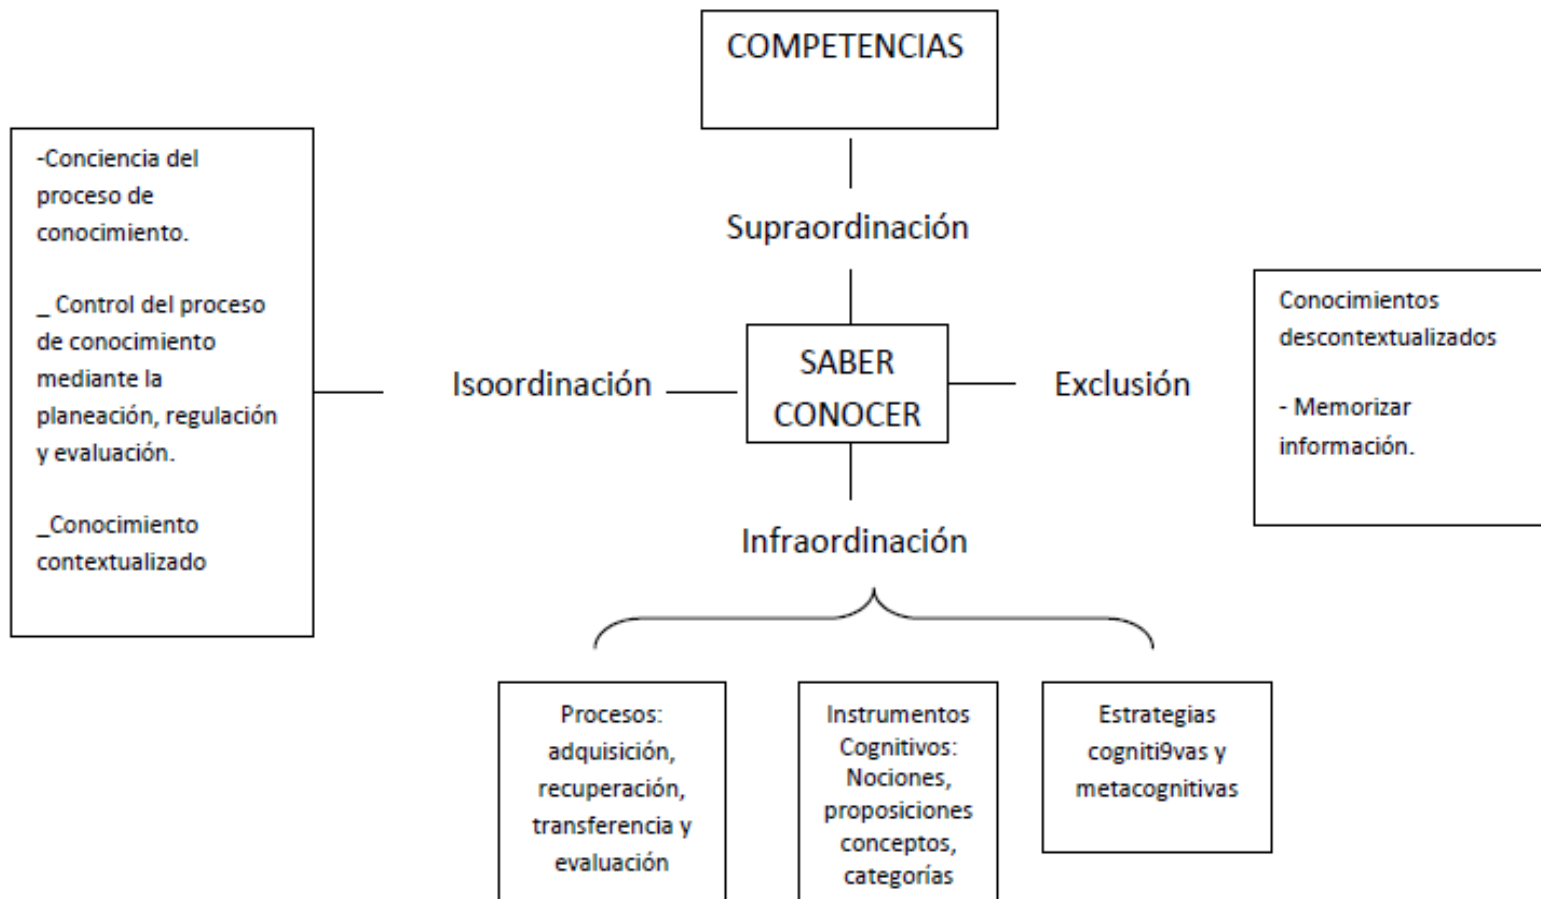 COMPETENCIAS
-Conciencia del
proceso de
conocimiento.
_ Control del proceso
de conocimiento
mediante la
planeación, regulación
y evaluación.
_Conocimiento
contextualizado
Supraordinación
Isoordinación
SABER
CONOCER
Exclusión
Conocimientos
descontextualizados
- Memorizar
información.
Infraordinación
Procesos:
adquisición,
recuperación,
transferencia y
evaluación
Instrumentos
Cognitivos:
Nociones,
proposiciones
conceptos,
categorías
Estrategias
cogniti9vas y
metacognitivas